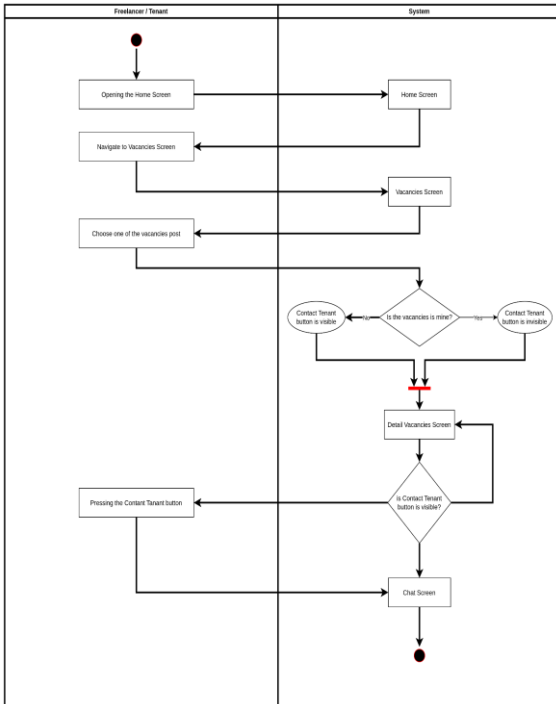 Freelancer / Tenant
System
Opening the Home Screen
Home Screen
Navigate to Vacancies Screen
Vacancies Screen
Choose one of the vacancies post
Contact Tenant
button is visible
No
Is the vacancies is mine?
Yes
Contact Tenant
button is invisible
Detail Vacancies Screen
Pressing the Contant Tanant button
is Contact Tenant
button is visible?
Chat Screen